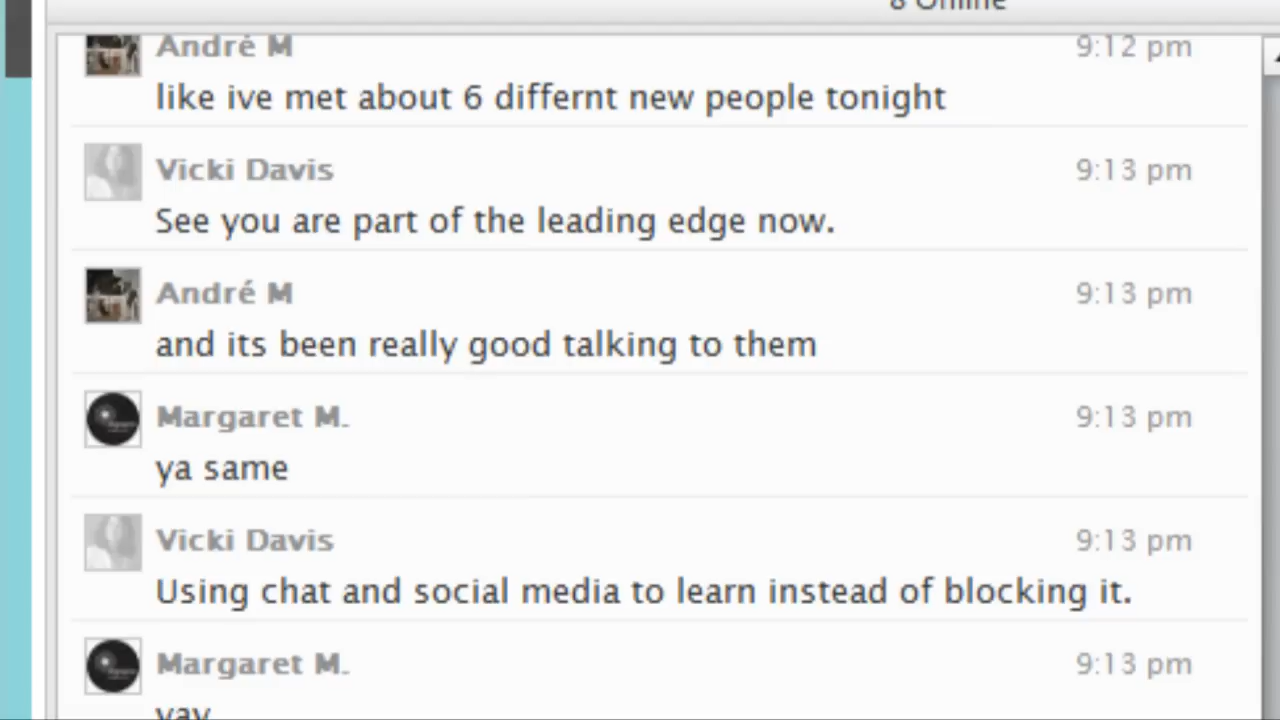 8 Online
André M 9:12 pm
like ive met about 6 differnt new people tonight
Vicki Davis 9:13 pm
See you are part of the leading edge now.
André M 9:13 pm
and its been really good talking to them
Margaret M. 9:13 pm
ya same
Vicki Davis 9:13 pm
Using chat and social media to learn instead of blocking it.
Margaret M. 9:13 pm
yay